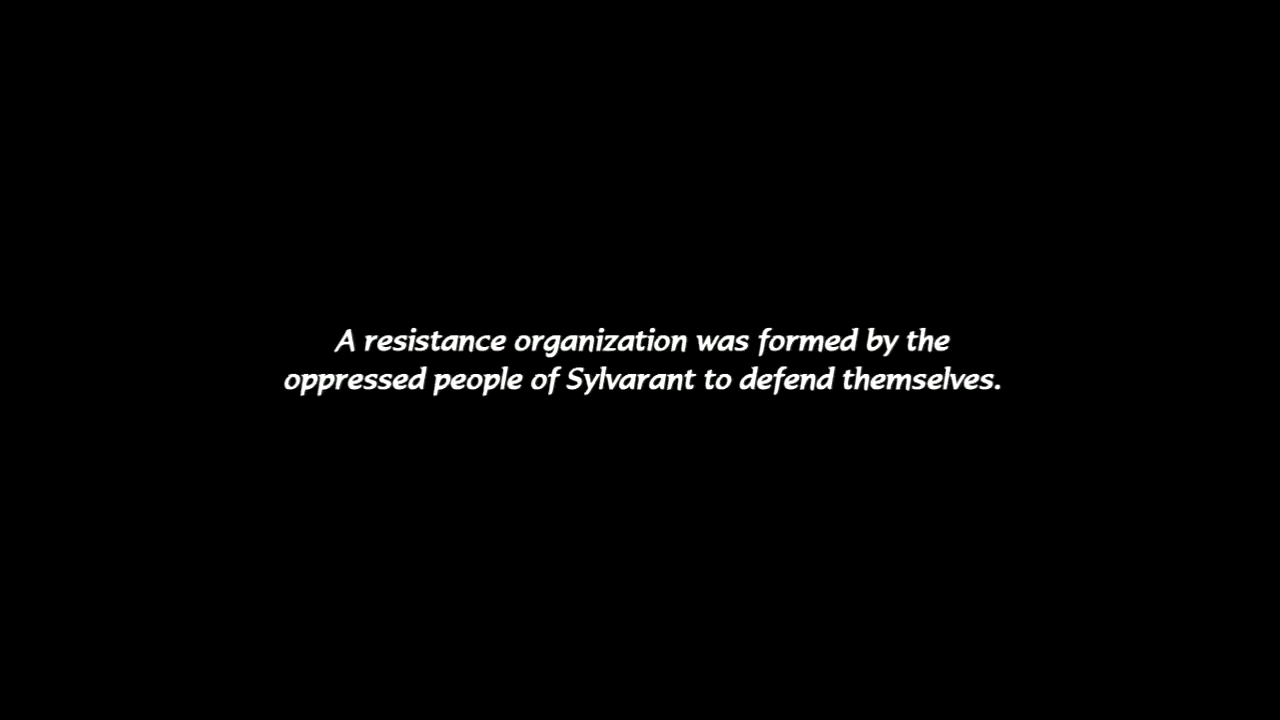 A resistance organization was formed by the
oppressed people of Sylvarant to defend themselves.